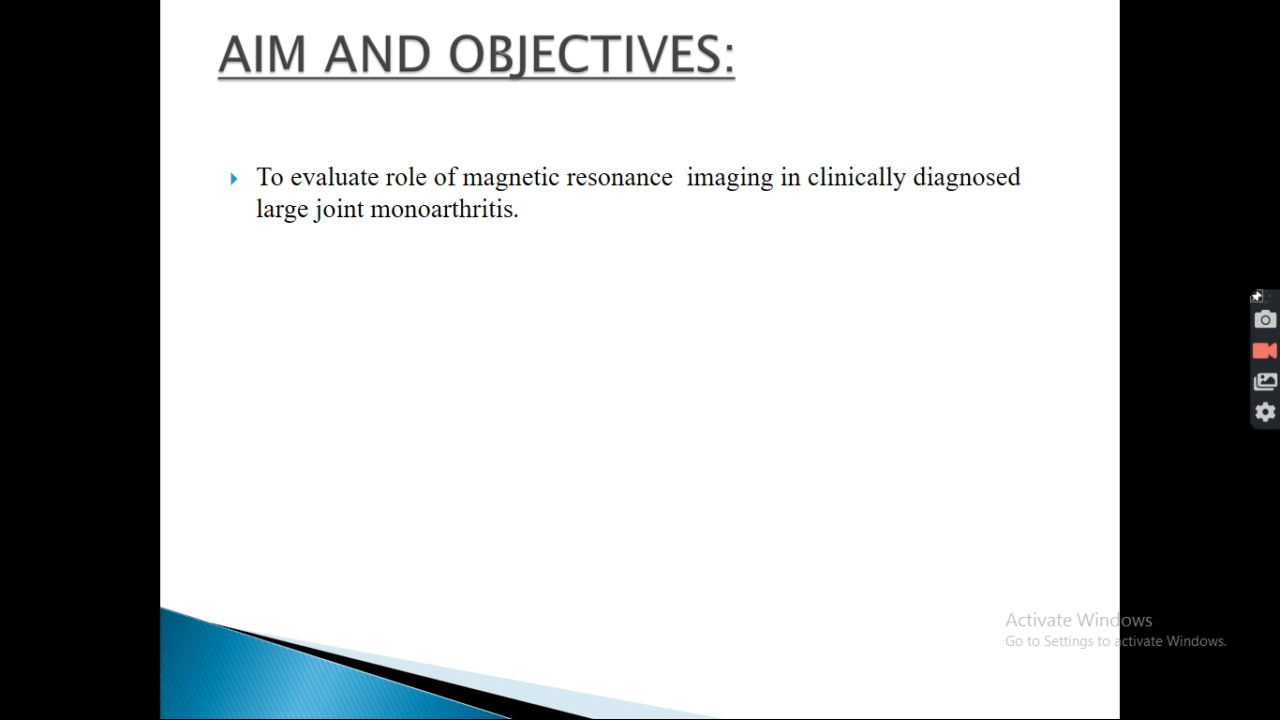 AIM AND OBJECTIVES:
To evaluate role of magnetic resonance  imaging in clinically diagnosed
large joint monoarthritis.
Activate Windows
Go to Settings to activate Windows.